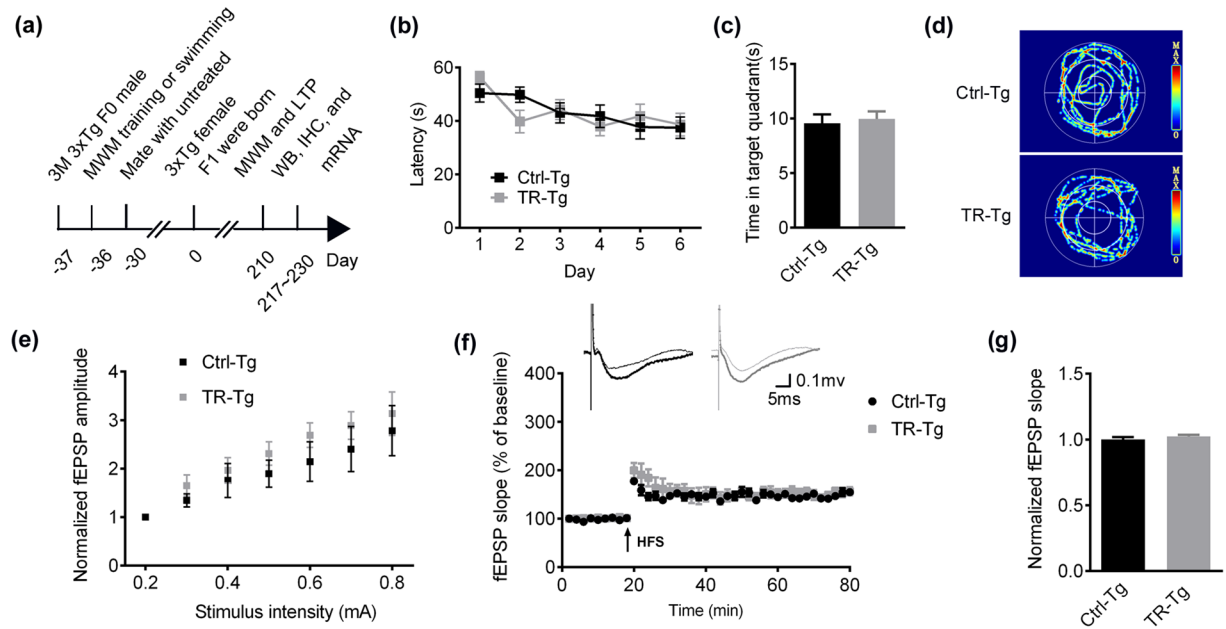 (a)
3M 3xTg F0 male
MWM training or swimming
Mate with untreated
3xTg female
F1 were born
MWM and LTP
WB, IHC, and
mRNA
-37
-36
-30
0
210
217~230
Day
(b)
Latency (s)
60
40
20
0
Ctrl-Tg
TR-Tg
1 2 3 4 5 6
Day
(c)
Time in target quadrant(s)
15
10
5
0
Ctrl-Tg
TR-Tg
(d)
Ctrl-Tg
MAX
0
TR-Tg
MAX
0
(e)
Normalized fEPSP amplitude
4
3
2
1
0
Ctrl-Tg
TR-Tg
0.2 0.4 0.6 0.8
Stimulus intensity (mA)
(f)
fEPSP slope (% of baseline)
400
300
200
100
0
0.1mv
5ms
Ctrl-Tg
TR-Tg
HFS
0 20 40 60 80
Time (min)
(g)
Normalized fEPSP slope
1.5
1.0
0.5
0.0
Ctrl-Tg
TR-Tg